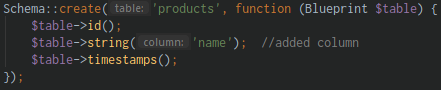 Schema::create( table: 'products', function (Blueprint $table) {
    $table->id();
    $table->string( column: 'name');  //added column
    $table->timestamps();
});